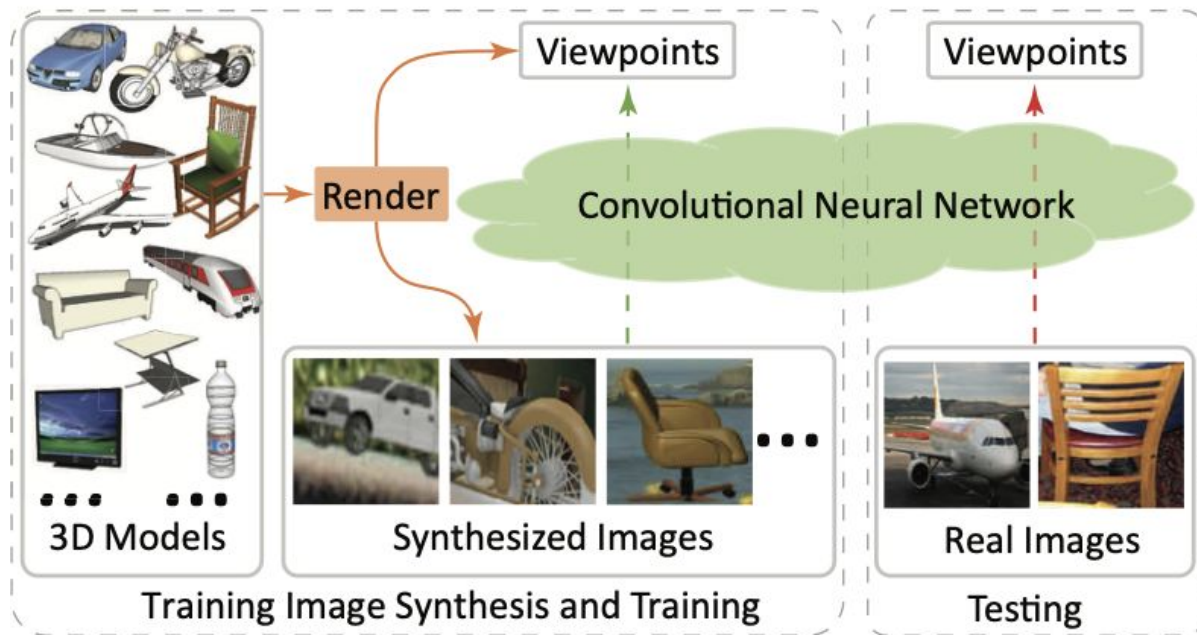 Viewpoints
Viewpoints
Render
Convolutional Neural Network
3D Models
Synthesized Images
Real Images
Training Image Synthesis and Training
Testing